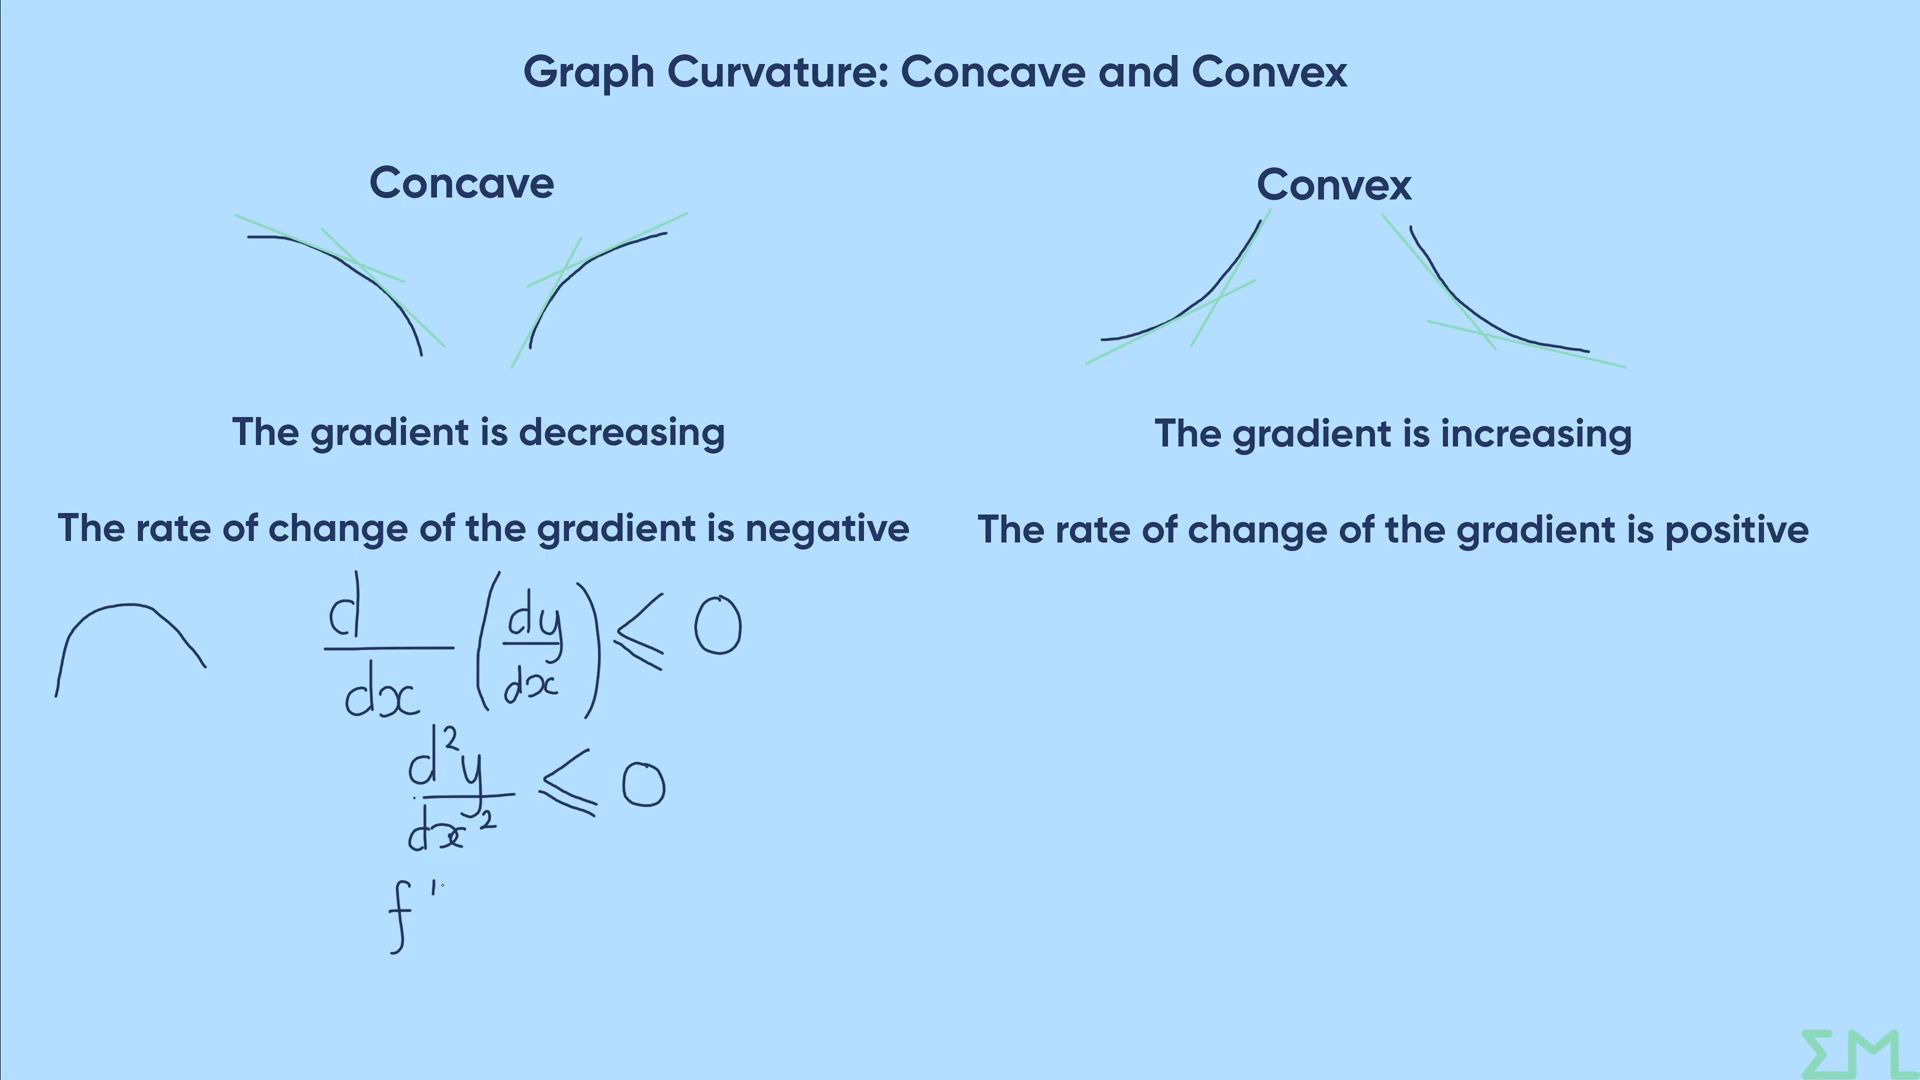 Graph Curvature: Concave and Convex
Concave
Convex
The gradient is decreasing
The gradient is increasing
The rate of change of the gradient is negative
The rate of change of the gradient is positive
d/dx (dy/dx) ⩽ 0
d²y/dx² ⩽ 0
f '
ΣM